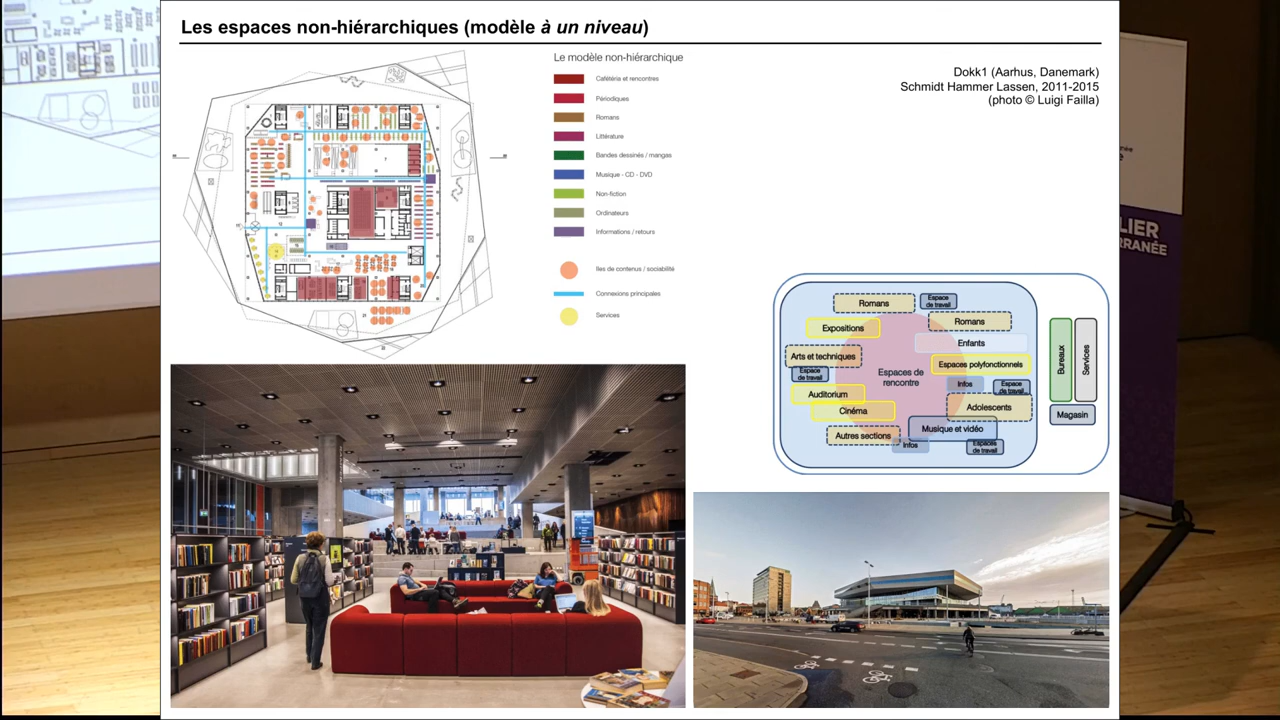 Les espaces non-hiérarchiques (modèle à un niveau)
Le modèle non-hiérarchique
Cafétéria et rencontres
Périodiques
Romans
Littérature
Bandes dessinés / mangas
Musique - CD - DVD
Non-fiction
Ordinateurs
Informations / retours
Iles de contenus / sociabilité
Connexions principales
Services
Dokk1 (Aarhus, Danemark)
Schmidt Hammer Lassen, 2011-2015
(photo © Luigi Failla)
Romans
Espace
de travail
Expositions
Romans
Enfants
Arts et techniques
Espaces polyfonctionnels
Espace
de travail
Espaces de
rencontre
Infos
Espace
de travail
Auditorium
Cinéma
Adolescents
Musique et vidéo
Autres sections
Infos
Espaces
de travail
Bureaux
Services
Magasin
LIER
RRANÉE